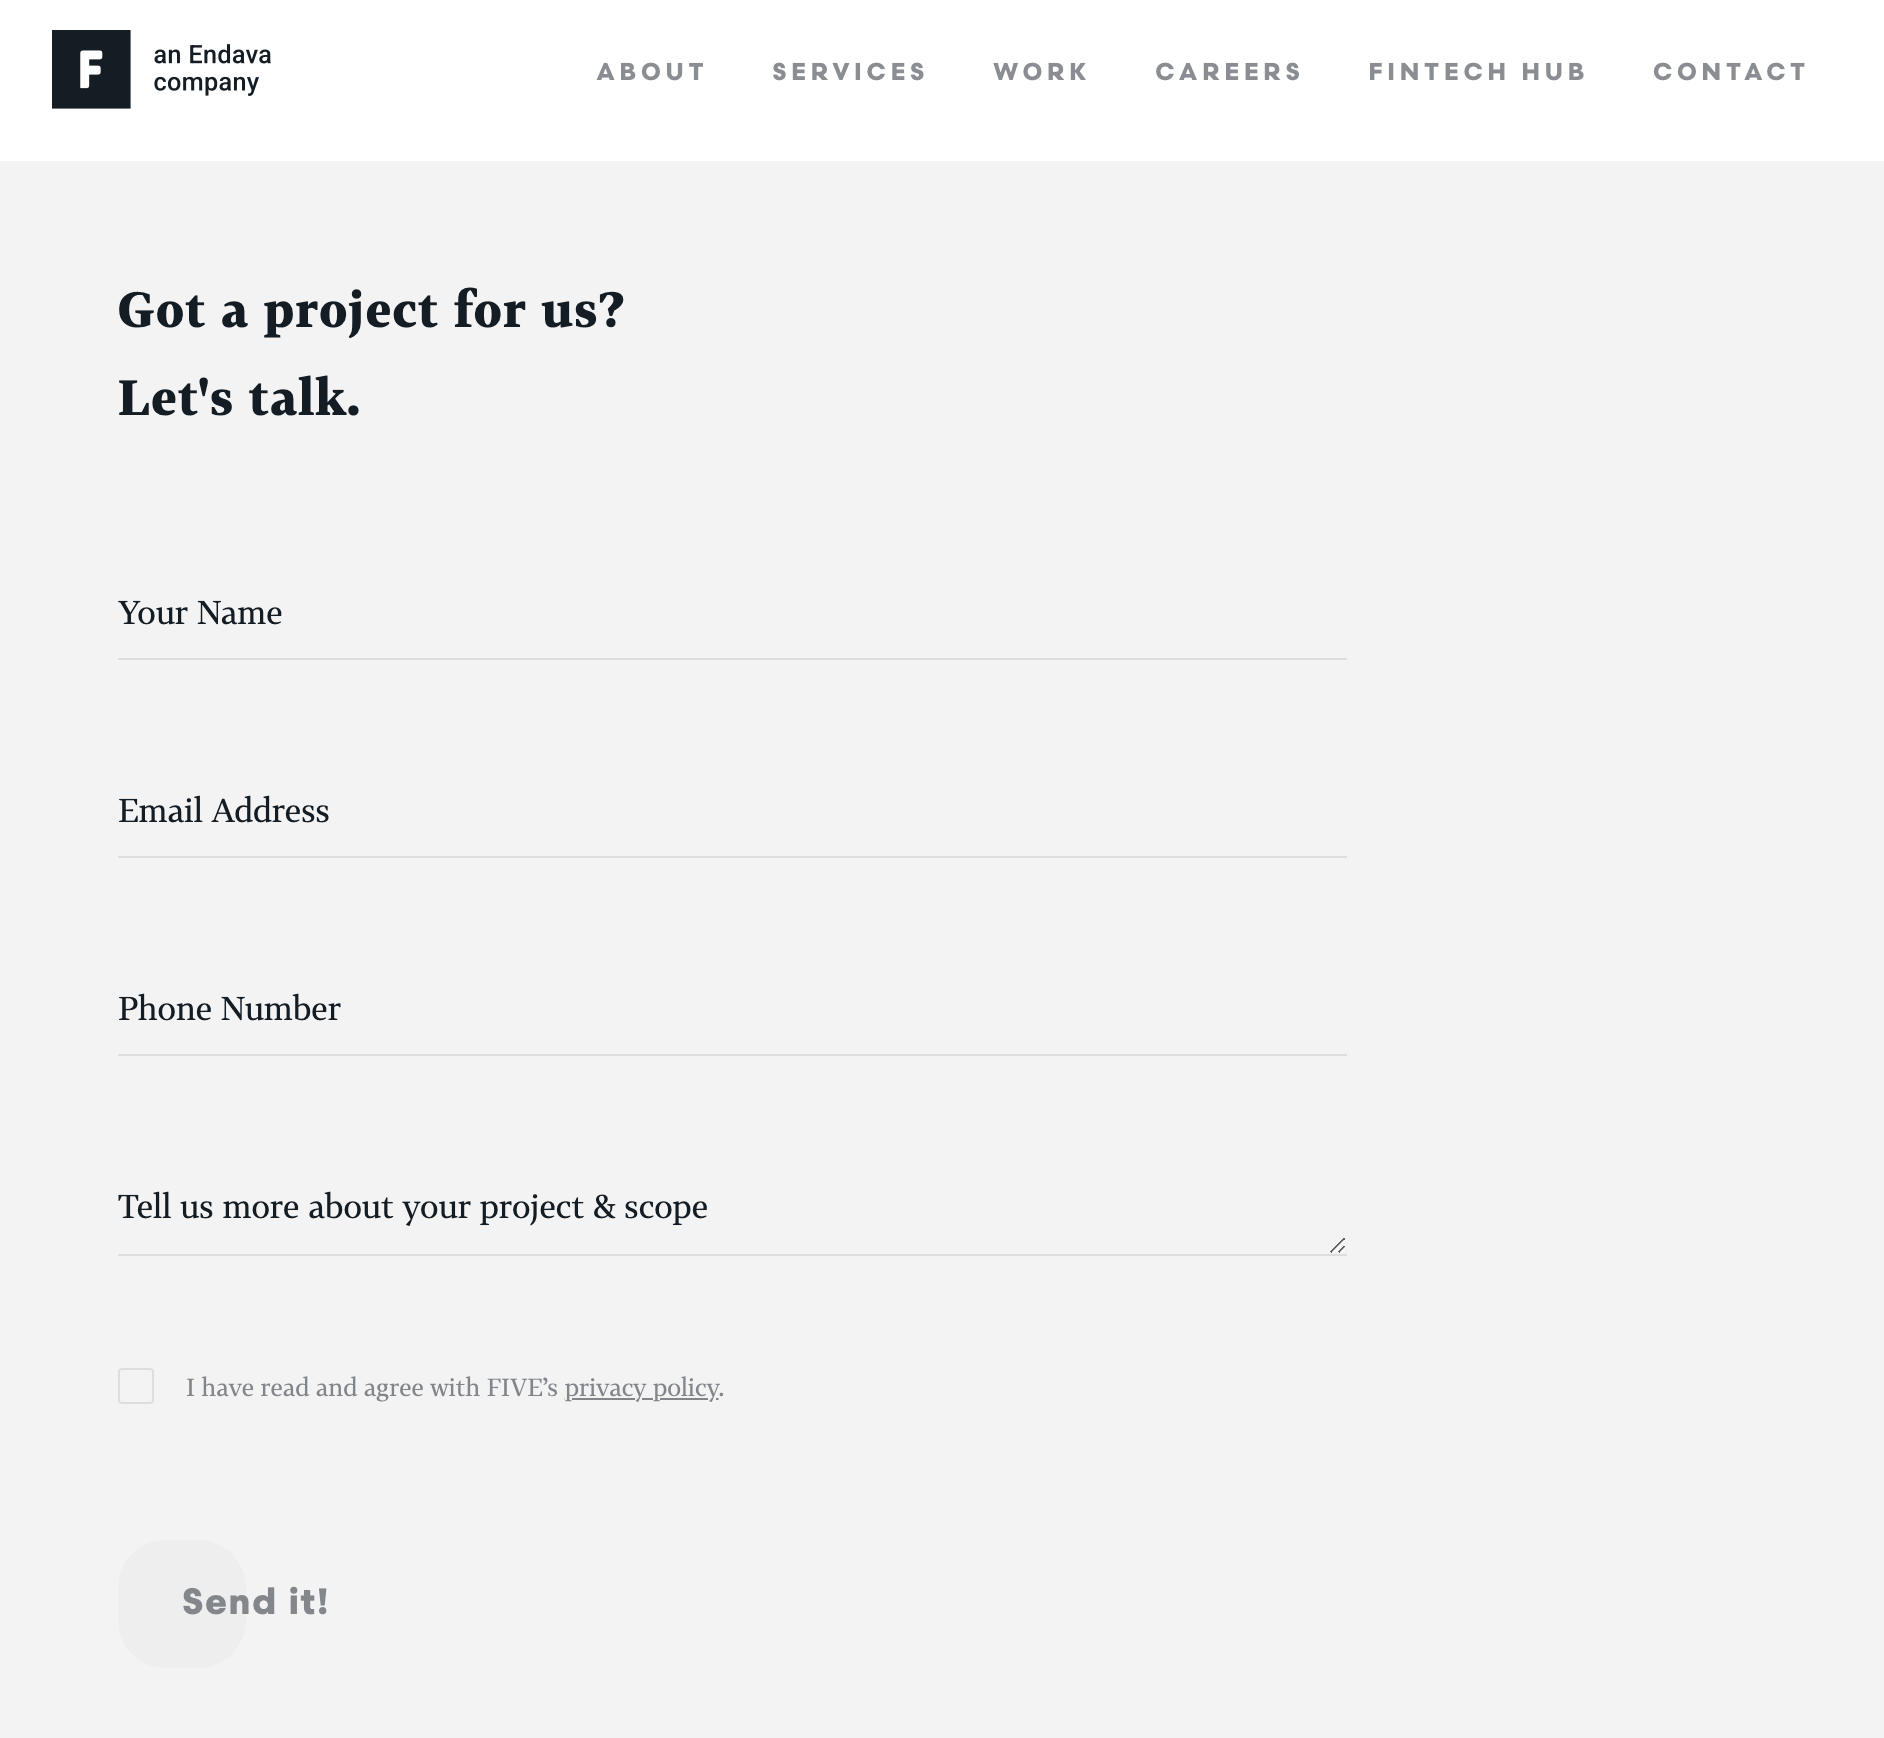 F
an Endava
company
ABOUT SERVICES WORK CAREERS FINTECH HUB CONTACT
Got a project for us?
Let's talk.
Your Name
Email Address
Phone Number
Tell us more about your project & scope
I have read and agree with FIVE’s privacy policy.
Send it!